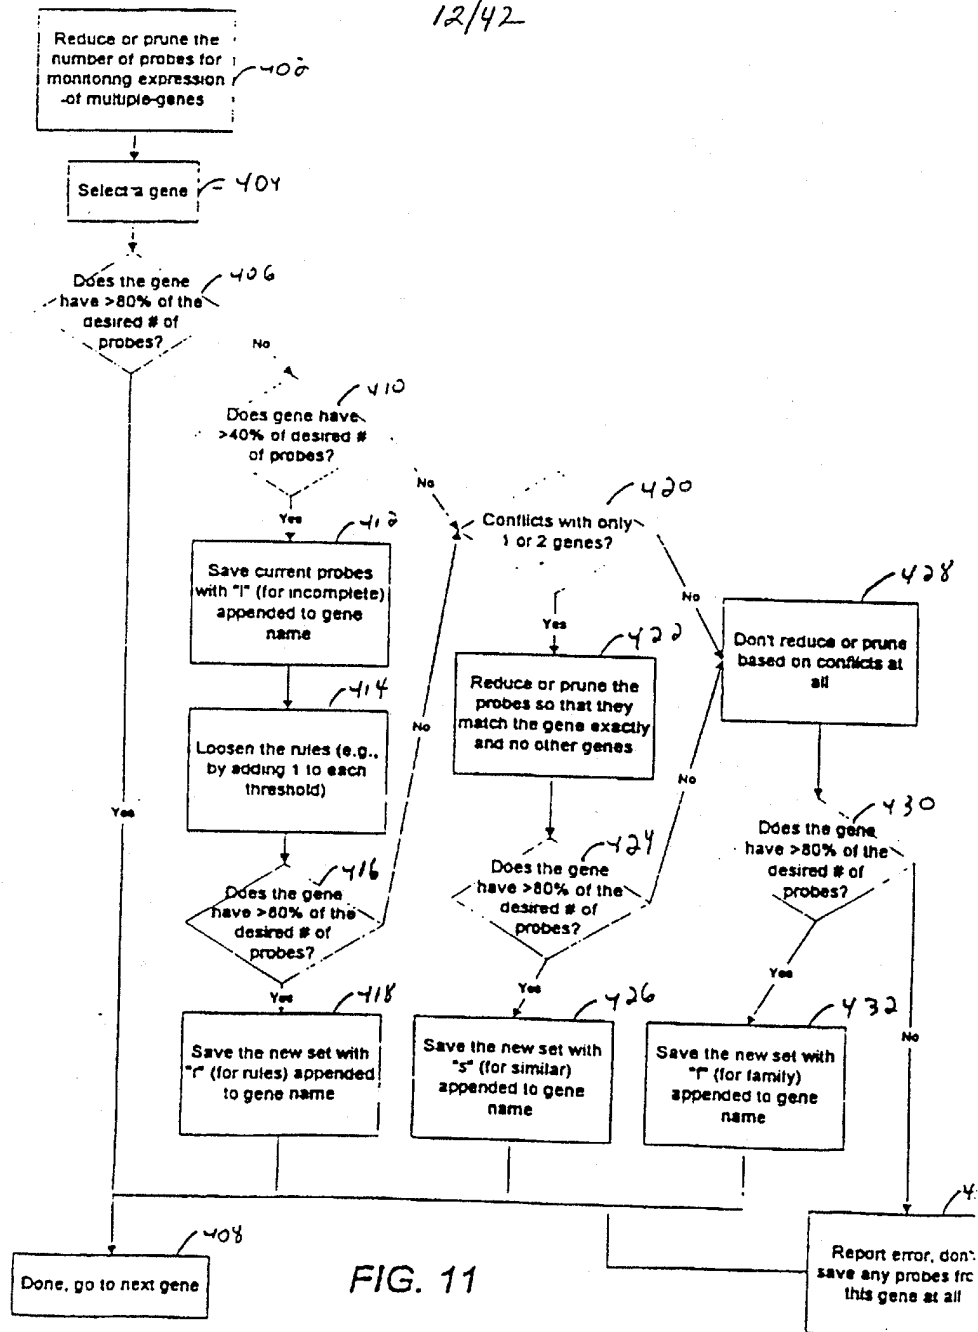 12/42
Reduce or prune the
number of probes for
monitoring expression
of multiple-genes
402
Select a gene
404
Does the gene
have >80% of the
desired # of
probes?
406
No
Does gene have
>40% of desired #
of probes?
410
No
Yes
Conflicts with only
1 or 2 genes?
420
Save current probes
with "I" (for incomplete)
appended to gene
name
412
No
Yes
Don't reduce or prune
based on conflicts at
all
428
Reduce or prune the
probes so that they
match the gene exactly
and no other genes
422
Loosen the rules (e.g.,
by adding 1 to each
threshold)
414
No
No
Yes
Does the gene
have >80% of the
desired # of
probes?
416
Does the gene
have >80% of the
desired # of
probes?
424
Does the gene
have >80% of the
desired # of
probes?
430
Yes
Yes
Yes
No
Save the new set with
"r" (for rules) appended
to gene name
418
Save the new set with
"s" (for similar)
appended to gene
name
426
Save the new set with
"f" (for family)
appended to gene
name
432
Done, go to next gene
408
Report error, don'
save any probes
this gene at all
FIG. 11